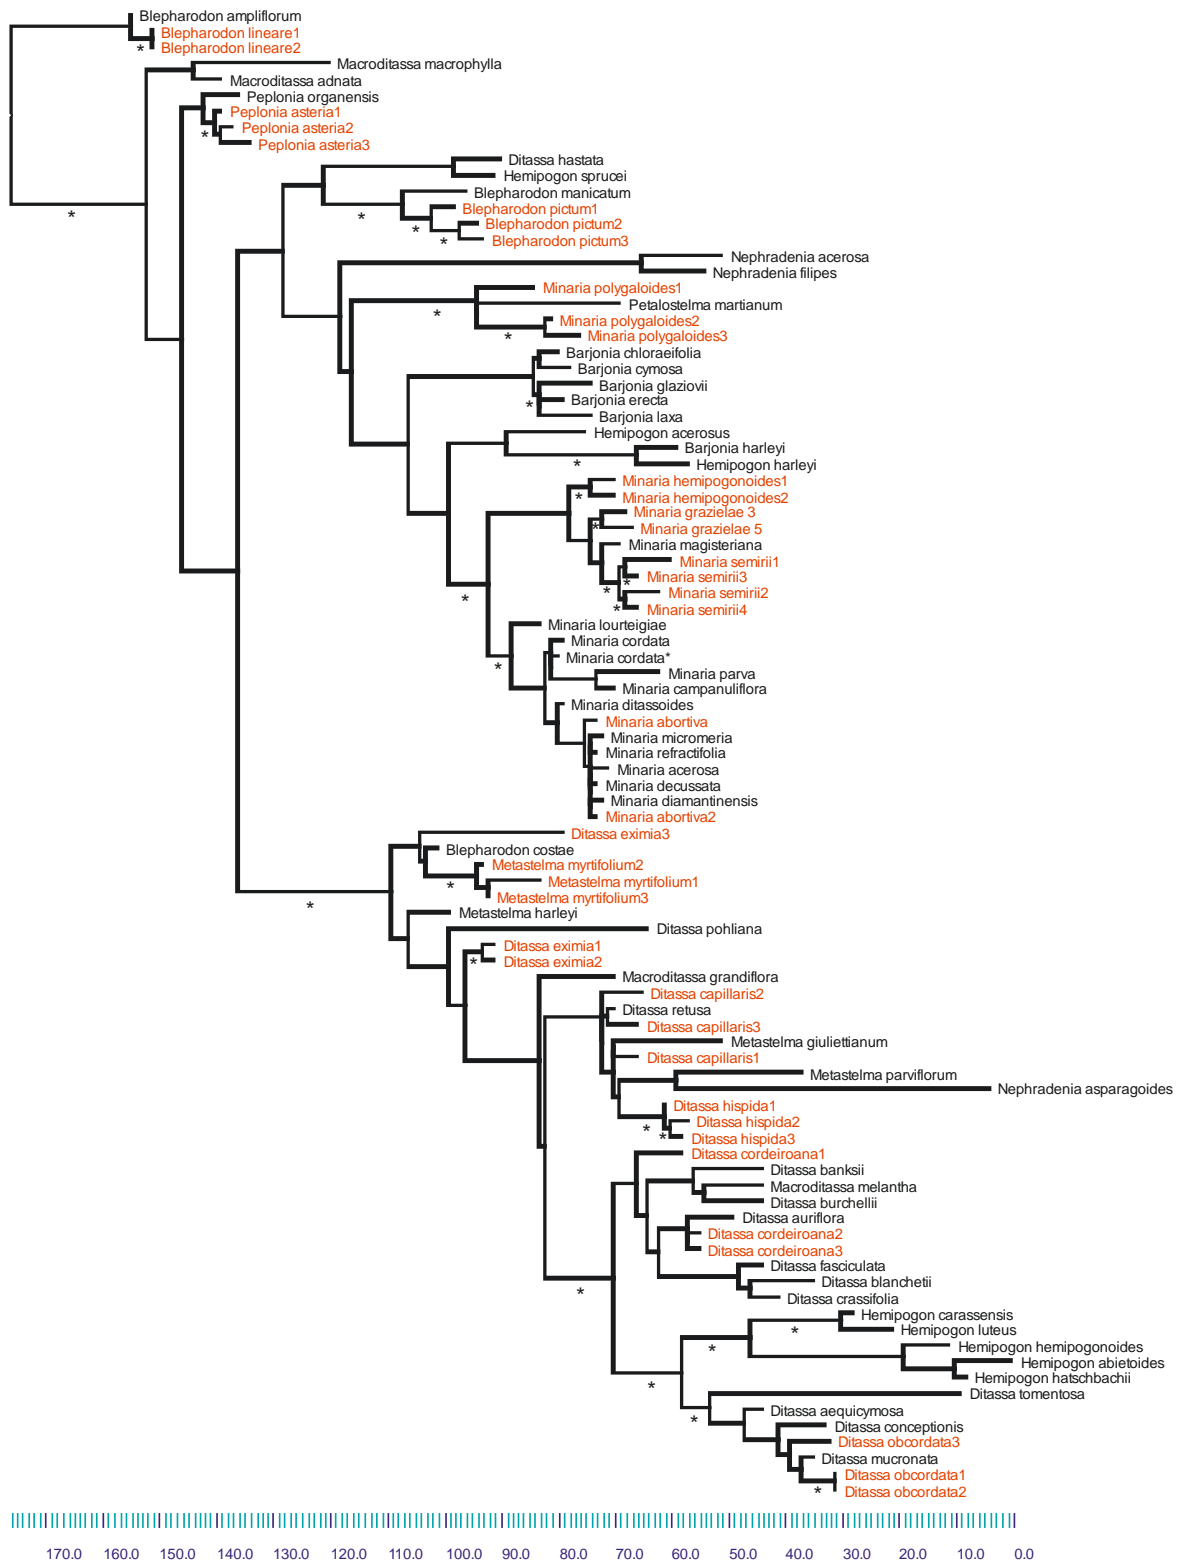 Blepharodon ampliflorum
Blepharodon lineare1
Blepharodon lineare2
*
Macroditassa macrophylla
Macroditassa adnata
Peplonia organensis
Peplonia asteria1
Peplonia asteria2
*
Peplonia asteria3
Ditassa hastata
Hemipogon sprucei
Blepharodon manicatum
Blepharodon pictum1
*
*
Blepharodon pictum2
*
Blepharodon pictum3
*
Nephradenia acerosa
Nephradenia filipes
Minaria polygaloides1
Petalostelma martianum
*
Minaria polygaloides2
Minaria polygaloides3
*
Barjonia chloraeifolia
Barjonia cymosa
Barjonia glaziovii
Barjonia erecta
*
Barjonia laxa
Hemipogon acerosus
Barjonia harleyi
Hemipogon harleyi
*
Minaria hemipogonoides1
Minaria hemipogonoides2
*
Minaria grazielae 3
Minaria grazielae 5
*
Minaria magisteriana
Minaria semirii1
Minaria semirii3
*
*
Minaria semirii2
*
Minaria semirii4
*
Minaria lourteigiae
Minaria cordata
Minaria cordata*
*
Minaria parva
Minaria campanuliflora
Minaria ditassoides
Minaria abortiva
Minaria micromeria
Minaria refractifolia
Minaria acerosa
Minaria decussata
Minaria diamantinensis
Minaria abortiva2
Ditassa eximia3
Blepharodon costae
Metastelma myrtifolium2
Metastelma myrtifolium1
*
Metastelma myrtifolium3
*
Metastelma harleyi
Ditassa pohliana
Ditassa eximia1
Ditassa eximia2
*
Macroditassa grandiflora
Ditassa capillaris2
Ditassa retusa
Ditassa capillaris3
Metastelma giuliettianum
Ditassa capillaris1
Metastelma parviflorum
Nephradenia asparagoides
Ditassa hispida1
Ditassa hispida2
*
Ditassa hispida3
*
Ditassa cordeiroana1
Ditassa banksii
Macroditassa melantha
Ditassa burchellii
Ditassa auriflora
Ditassa cordeiroana2
Ditassa cordeiroana3
Ditassa fasciculata
Ditassa blanchetii
*
Ditassa crassifolia
Hemipogon carassensis
Hemipogon luteus
*
Hemipogon hemipogonoides
*
Hemipogon abietoides
Hemipogon hatschbachii
*
Ditassa tomentosa
Ditassa aequicymosa
*
Ditassa conceptionis
Ditassa obcordata3
Ditassa mucronata
Ditassa obcordata1
Ditassa obcordata2
*
170.0 160.0 150.0 140.0 130.0 120.0 110.0 100.0 90.0 80.0 70.0 60.0 50.0 40.0 30.0 20.0 10.0 0.0